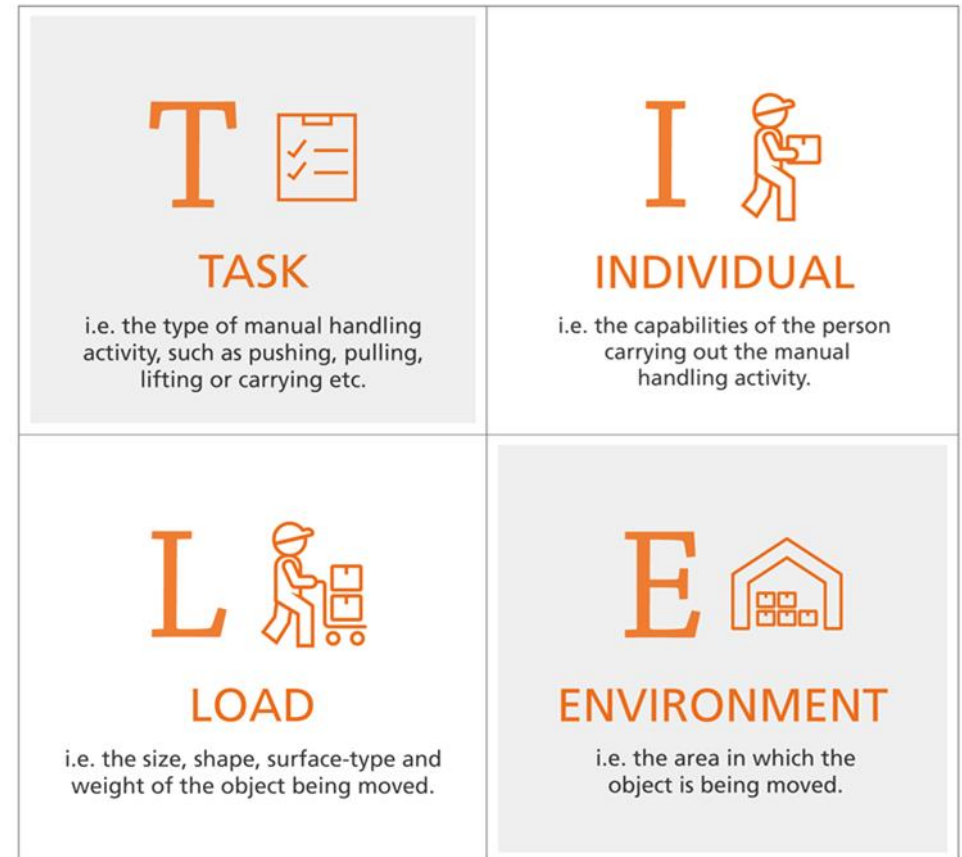 T
TASK
i.e. the type of manual handling
activity, such as pushing, pulling,
lifting or carrying etc.
I
INDIVIDUAL
i.e. the capabilities of the person
carrying out the manual
handling activity.
L
LOAD
i.e. the size, shape, surface-type and
weight of the object being moved.
E
ENVIRONMENT
i.e. the area in which the
object is being moved.